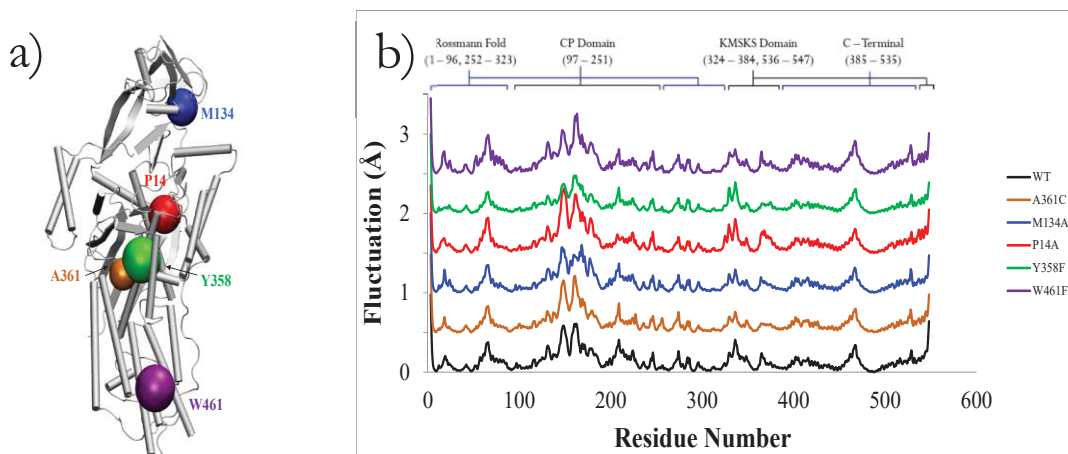 a)
M134
P14
A361
Y358
W461
b)
Rossmann Fold
(1 – 96, 252 – 323)
CP Domain
(97 – 251)
KMSKS Domain
(324 – 384, 536 – 547)
C – Terminal
(385 – 535)
Fluctuation (Å)
3
2
1
0
0 100 200 300 400 500 600
Residue Number
WT
A361C
M134A
P14A
Y358F
W461F